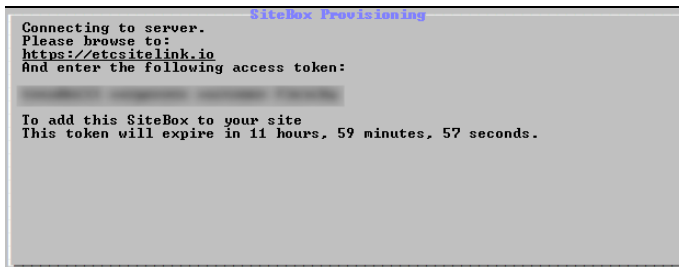 SiteBox Provisioning
Connecting to server.
Please browse to:
https://etcsitelink.io
And enter the following access token:
To add this SiteBox to your site
This token will expire in 11 hours, 59 minutes, 57 seconds.